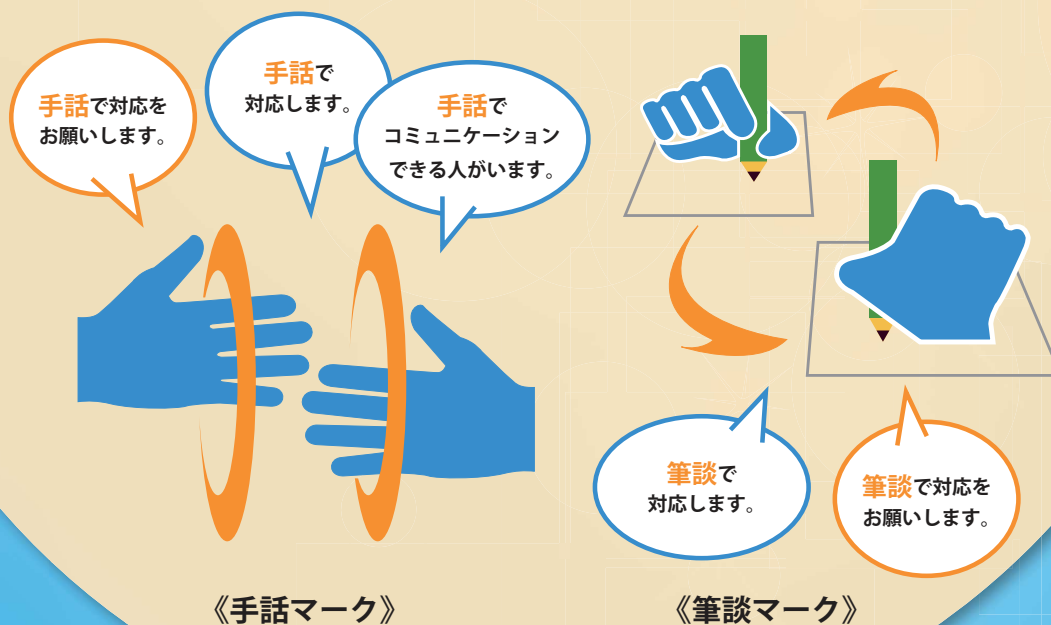 手話で対応を
お願いします。
手話で
対応します。
手話で
コミュニケーション
できる人がいます。
筆談で
対応します。
筆談で対応を
お願いします。
《手話マーク》
《筆談マーク》